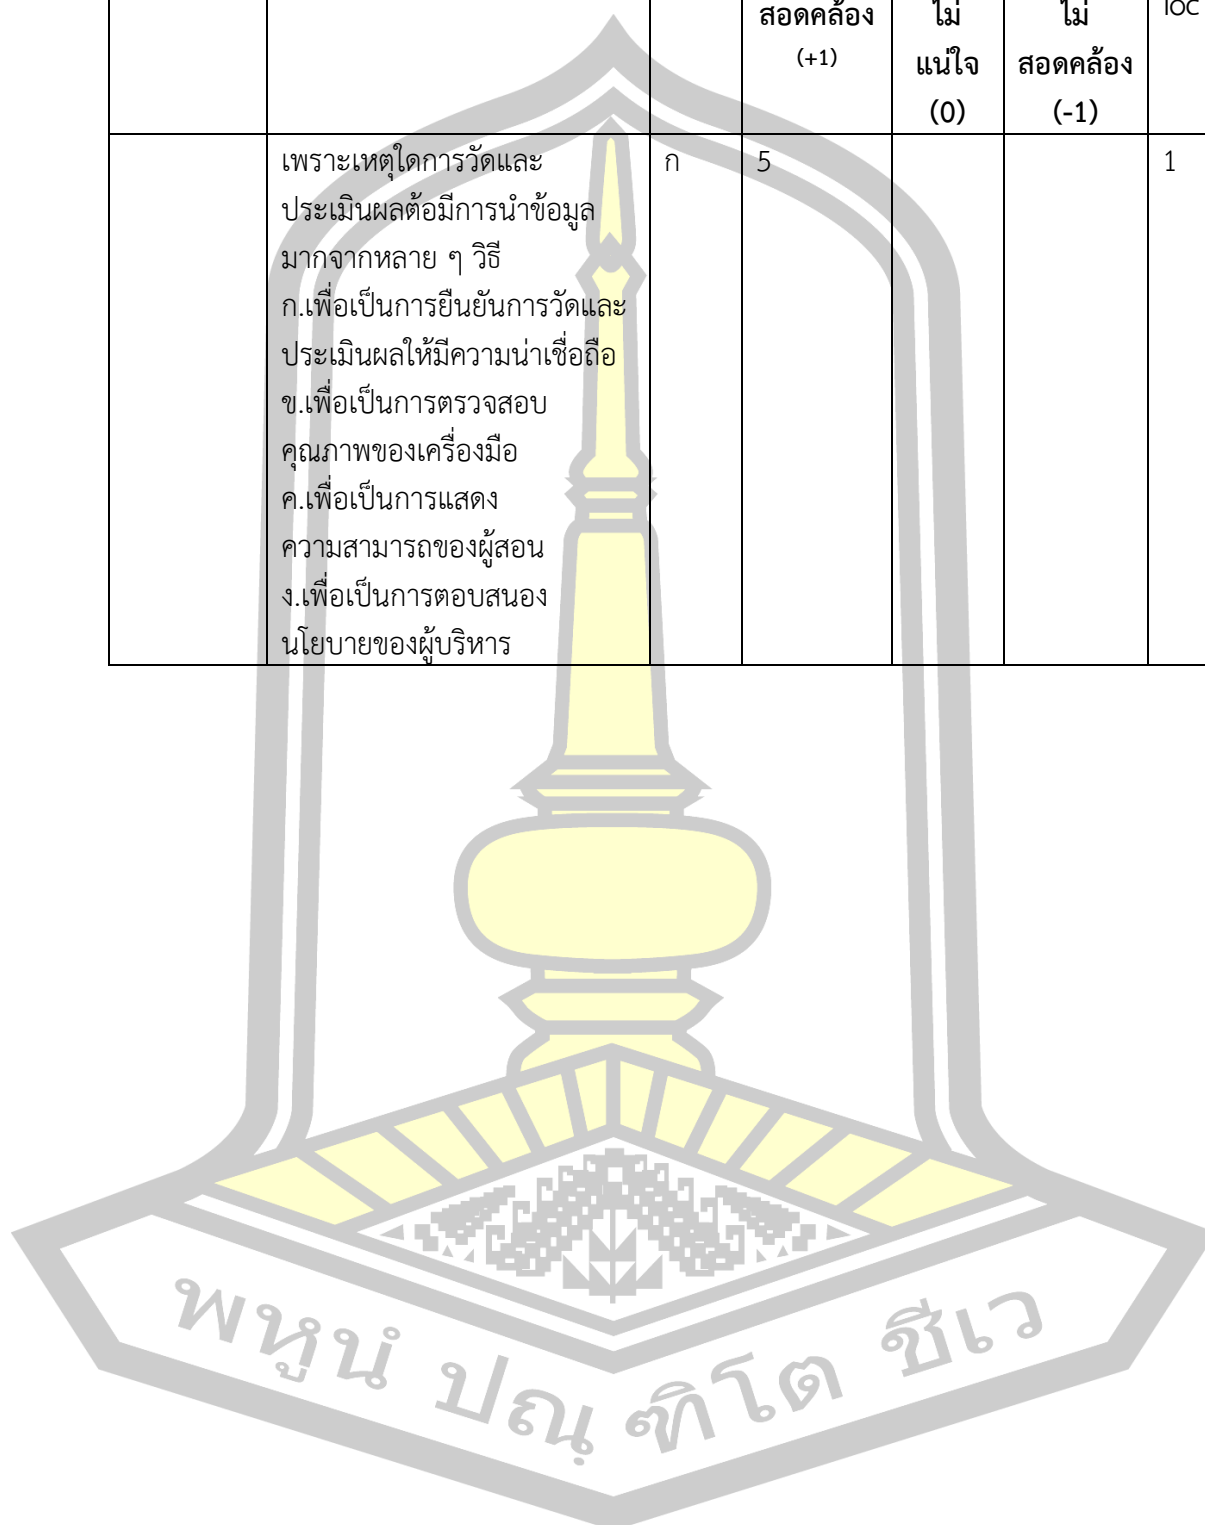 สอดคล้อง ไม่ ไม่ IOC
(+1) แน่ใจ สอดคล้อง
(0) (-1)
เพราะเหตุใดการวัดและ ก 5 1
ประเมินผลต้อมีการนำข้อมูล
มากจากหลาย ๆ วิธี
ก.เพื่อเป็นการยืนยันการวัดและ
ประเมินผลให้มีความน่าเชื่อถือ
ข.เพื่อเป็นการตรวจสอบ
คุณภาพของเครื่องมือ
ค.เพื่อเป็นการแสดง
ความสามารถของผู้สอน
ง.เพื่อเป็นการตอบสนอง
นโยบายของผู้บริหาร
พหูนํ ปณฺฑิโต ชีเว